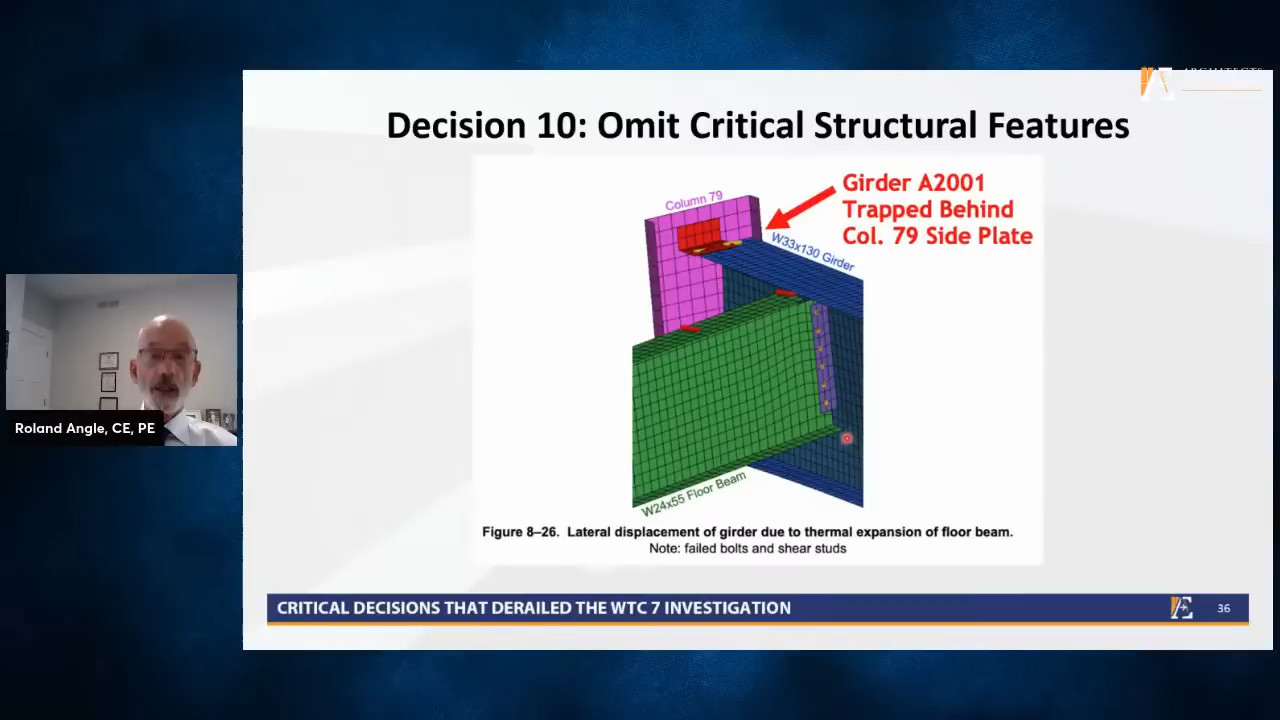 ARCHITECTS
Decision 10: Omit Critical Structural Features
Column 79
Girder A2001
Trapped Behind
Col. 79 Side Plate
W33x130 Girder
W24x55 Floor Beam
Figure 8–26. Lateral displacement of girder due to thermal expansion of floor beam.
Note: failed bolts and shear studs
Roland Angle, CE, PE
CRITICAL DECISIONS THAT DERAILED THE WTC 7 INVESTIGATION
36